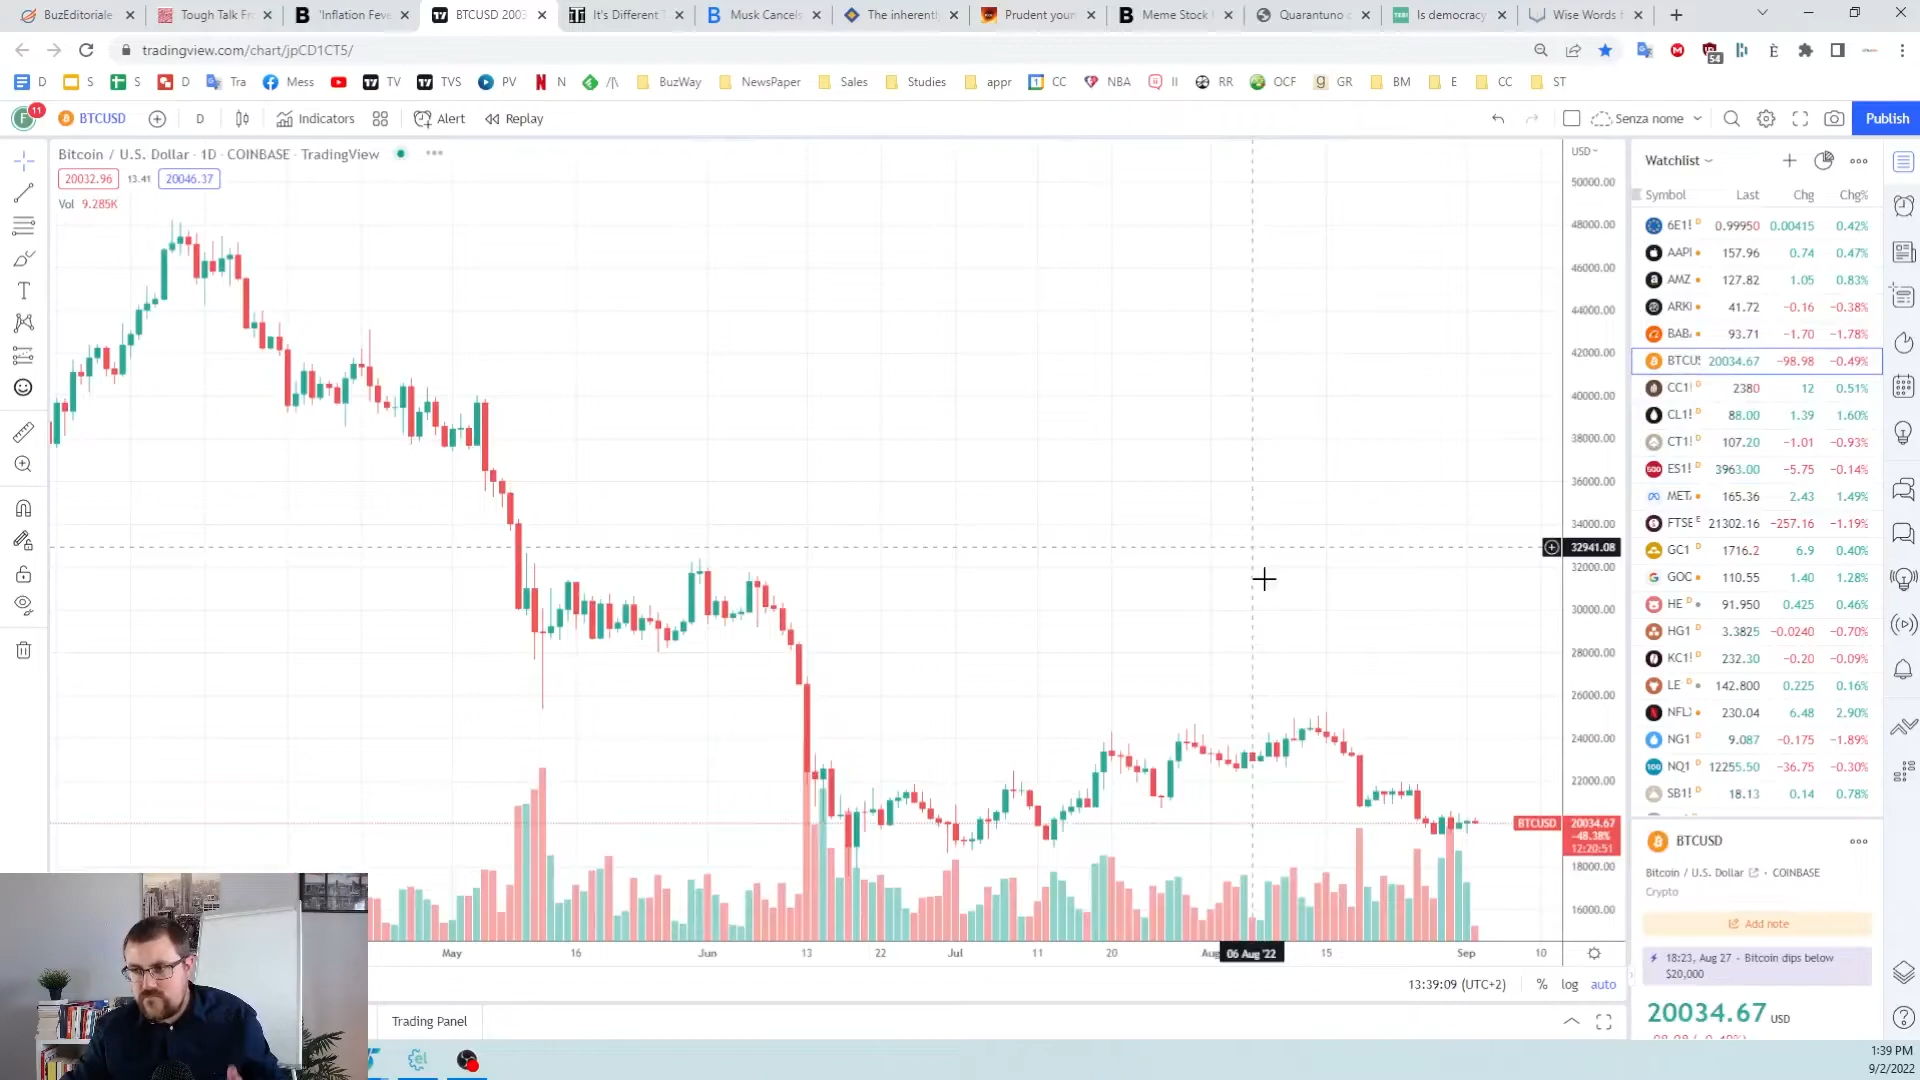 BuzEditoriale
Tough Talk Fr
'Inflation Feve
BTCUSD 2003
It's Different T
Musk Cancels
The inherently
Prudent youn
Meme Stock
Quarantuno c
Is democracy
Wise Words f
tradingview.com/chart/jpCD1CT5/
54
D
S
S
D
Tra
Mess
TV
TVS
PV
N
BuzWay
NewsPaper
Sales
Studies
appr
CC
NBA
II
RR
OCF
GR
BM
E
CC
ST
11
BTCUSD
D
Indicators
Alert
Replay
Senza nome
Publish
Bitcoin / U.S. Dollar · 1D · COINBASE · TradingView
20032.96 13.41 20046.37
Vol 9.285K
USD
50000.00
48000.00
46000.00
44000.00
42000.00
40000.00
38000.00
36000.00
34000.00
32941.08
32000.00
30000.00
28000.00
26000.00
24000.00
22000.00
BTCUSD 20034.67
-48.38%
12:20:51
18000.00
16000.00
May 16 Jun 13 22 Jul 11 20 Aug 06 Aug '22 15 Sep 10
13:39:09 (UTC+2) % log auto
Trading Panel
Watchlist
Symbol Last Chg Chg%
6E1! D 0.99950 0.00415 0.42%
AAPL 157.96 0.74 0.47%
AMZ 127.82 1.05 0.83%
ARKK 41.72 −0.16 −0.38%
BABA 93.71 −1.70 −1.78%
BTCUS 20034.67 −98.98 −0.49%
CC1! D 2380 12 0.51%
CL1! D 88.00 1.39 1.60%
CT1! D 107.20 −1.01 −0.93%
ES1! D 3963.00 −5.75 −0.14%
META 165.36 2.43 1.49%
FTSE E 21302.16 −257.16 −1.19%
GC1 D 1716.2 6.9 0.40%
GOO 110.55 1.40 1.28%
HE D 91.950 0.425 0.46%
HG1 D 3.3825 −0.0240 −0.70%
KC1! D 232.30 −0.20 −0.09%
LE D 142.800 0.225 0.16%
NFLX 230.04 6.48 2.90%
NG1 D 9.087 −0.175 −1.89%
NQ1 D 12255.50 −36.75 −0.30%
SB1! D 18.13 0.14 0.78%
BTCUSD
Bitcoin / U.S. Dollar · COINBASE
Crypto
Add note
18:23, Aug 27 · Bitcoin dips below
$20,000
20034.67 USD
1:39 PM
9/2/2022